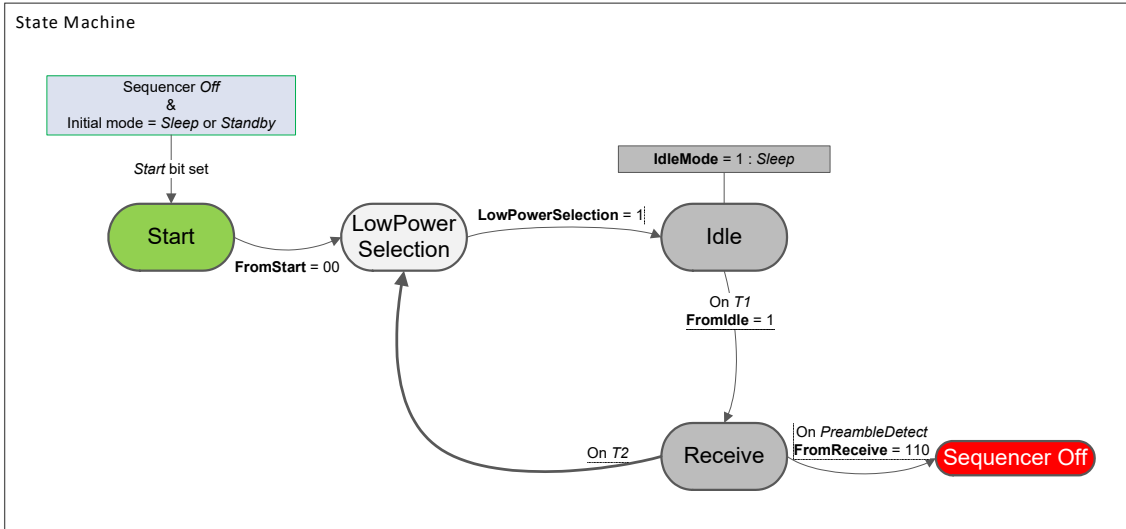 State Machine
Sequencer Off
&
Initial mode = Sleep or Standby
Start bit set
IdleMode = 1 : Sleep
Start
FromStart = 00
LowPower
Selection
LowPowerSelection = 1
Idle
On T1
FromIdle = 1
On T2
Receive
On PreambleDetect
FromReceive = 110
Sequencer Off